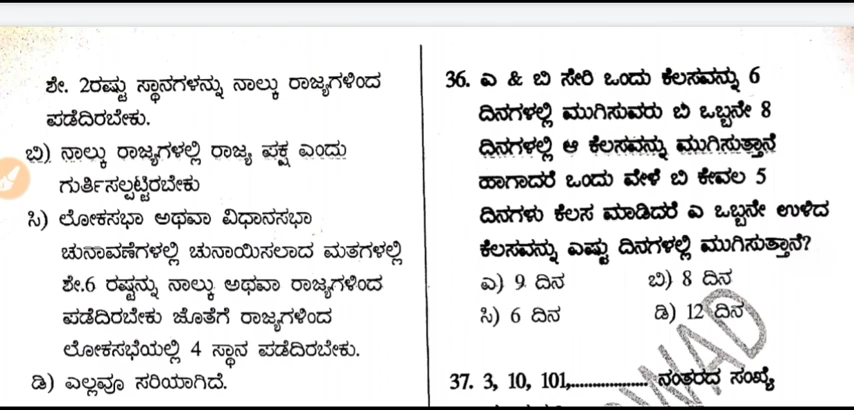 ಶೇ. 2ರಷ್ಟು ಸ್ಥಾನಗಳನ್ನು ನಾಲ್ಕು ರಾಜ್ಯಗಳಿಂದ
ಪಡೆದಿರಬೇಕು.
ಬಿ) ನಾಲ್ಕು ರಾಜ್ಯಗಳಲ್ಲಿ ರಾಜ್ಯ ಪಕ್ಷ ಎಂದು
ಗುರ್ತಿಸಲ್ಪಟ್ಟಿರಬೇಕು
ಸಿ) ಲೋಕಸಭಾ ಅಥವಾ ವಿಧಾನಸಭಾ
ಚುನಾವಣೆಗಳಲ್ಲಿ ಚುನಾಯಿಸಲಾದ ಮತಗಳಲ್ಲಿ
ಶೇ.6 ರಷ್ಟನ್ನು ನಾಲ್ಕು ಅಥವಾ ರಾಜ್ಯಗಳಿಂದ
ಪಡೆದಿರಬೇಕು ಜೊತೆಗೆ ರಾಜ್ಯಗಳಿಂದ
ಲೋಕಸಭೆಯಲ್ಲಿ 4 ಸ್ಥಾನ ಪಡೆದಿರಬೇಕು.
ಡಿ) ಎಲ್ಲವೂ ಸರಿಯಾಗಿದೆ.
36. ಎ & ಬಿ ಸೇರಿ ಒಂದು ಕೆಲಸವನ್ನು 6
ದಿನಗಳಲ್ಲಿ ಮುಗಿಸುವರು ಬಿ ಒಬ್ಬನೇ 8
ದಿನಗಳಲ್ಲಿ ಆ ಕೆಲಸವನ್ನು ಮುಗಿಸುತ್ತಾನೆ
ಹಾಗಾದರೆ ಒಂದು ವೇಳೆ ಬಿ ಕೇವಲ 5
ದಿನಗಳು ಕೆಲಸ ಮಾಡಿದರೆ ಎ ಒಬ್ಬನೇ ಉಳಿದ
ಕೆಲಸವನ್ನು ಎಷ್ಟು ದಿನಗಳಲ್ಲಿ ಮುಗಿಸುತ್ತಾನೆ?
ಎ) 9 ದಿನ ಬಿ) 8 ದಿನ
ಸಿ) 6 ದಿನ ಡಿ) 12 ದಿನ
37. 3, 10, 101,.................. ನಂತರದ ಸಂಖ್ಯೆ